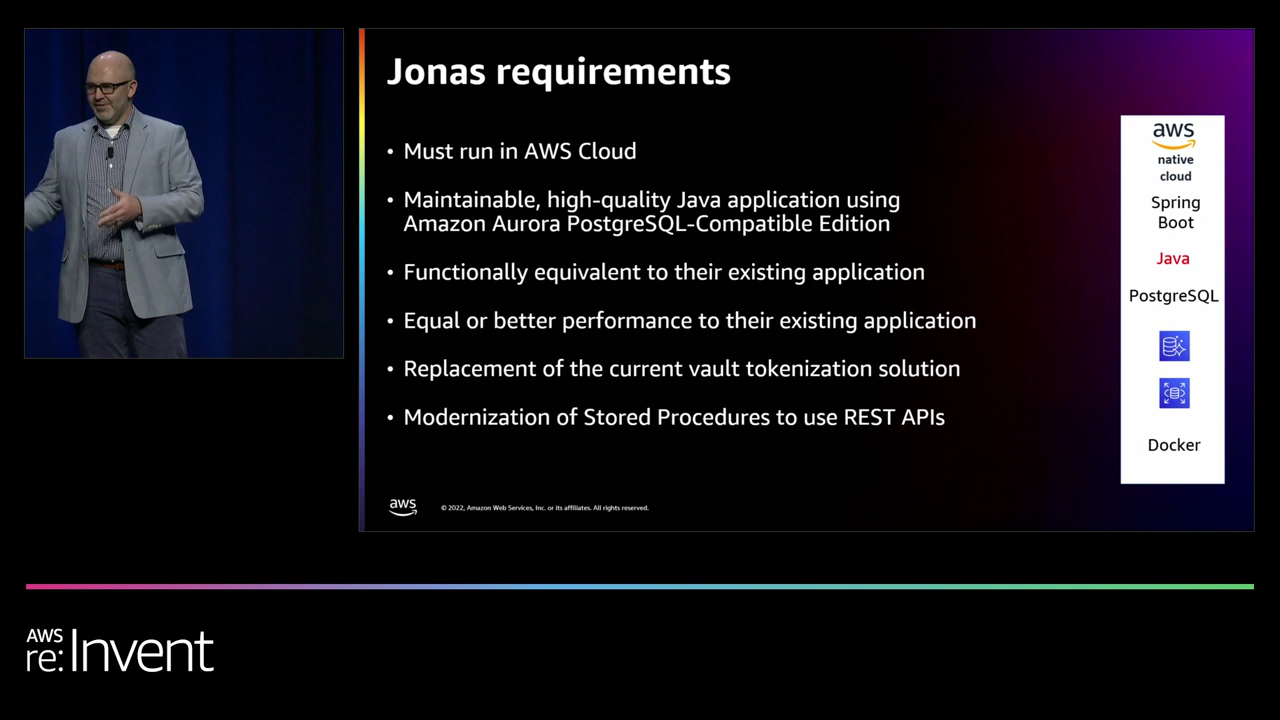 Jonas requirements
• Must run in AWS Cloud
• Maintainable, high-quality Java application using
Amazon Aurora PostgreSQL-Compatible Edition
• Functionally equivalent to their existing application
• Equal or better performance to their existing application
• Replacement of the current vault tokenization solution
• Modernization of Stored Procedures to use REST APIs
aws
native
cloud
Spring
Boot
Java
PostgreSQL
Docker
aws
© 2022, Amazon Web Services, Inc. or its affiliates. All rights reserved.
AWS
re:Invent